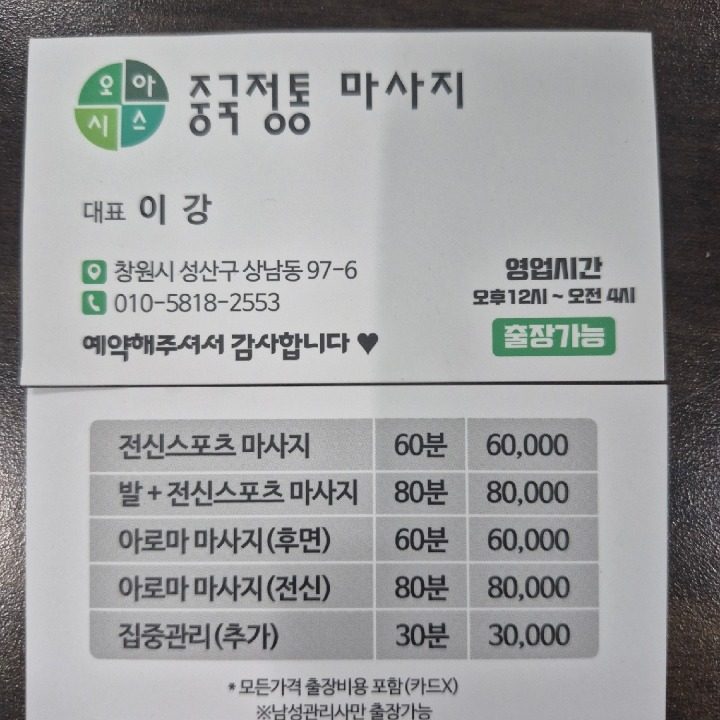 오아
시스
중국정통 마사지
대표 이 강
창원시 성산구 상남동 97-6
010-5818-2553
예약해주셔서 감사합니다 ♥
영업시간
오후12시 ~ 오전 4시
출장가능
전신스포츠 마사지 60분 60,000
발 + 전신스포츠 마사지 80분 80,000
아로마 마사지(후면) 60분 60,000
아로마 마사지(전신) 80분 80,000
집중관리(추가) 30분 30,000
* 모든가격 출장비용 포함(카드X)
※남성관리사만 출장가능